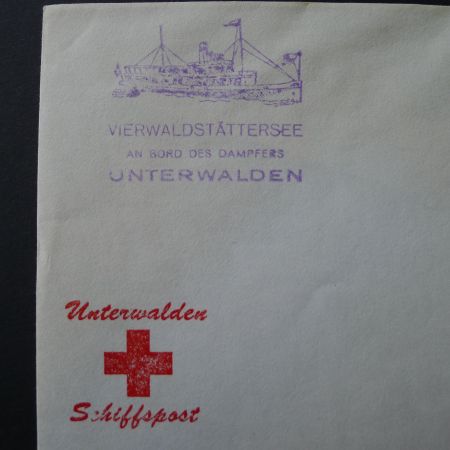 VIERWALDSTÄTTERSEE
AN BORD DES DAMPFERS
UNTERWALDEN
Unterwalden
Schiffspost